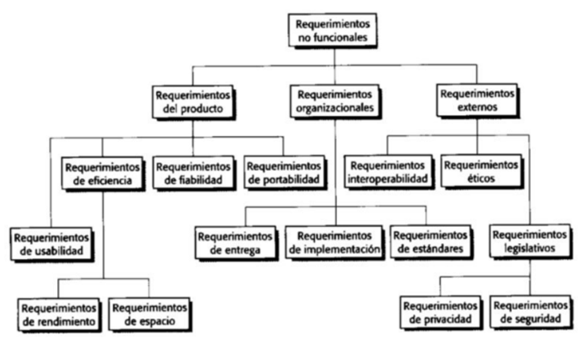 Requerimientos
no funcionales
Requerimientos
del producto
Requerimientos
organizacionales
Requerimientos
externos
Requerimientos
de eficiencia
Requerimientos
de fiabilidad
Requerimientos
de portabilidad
Requerimientos
interoperabilidad
Requerimientos
éticos
Requerimientos
de usabilidad
Requerimientos
de entrega
Requerimientos
de implementación
Requerimientos
de estándares
Requerimientos
legislativos
Requerimientos
de rendimiento
Requerimientos
de espacio
Requerimientos
de privacidad
Requerimientos
de seguridad